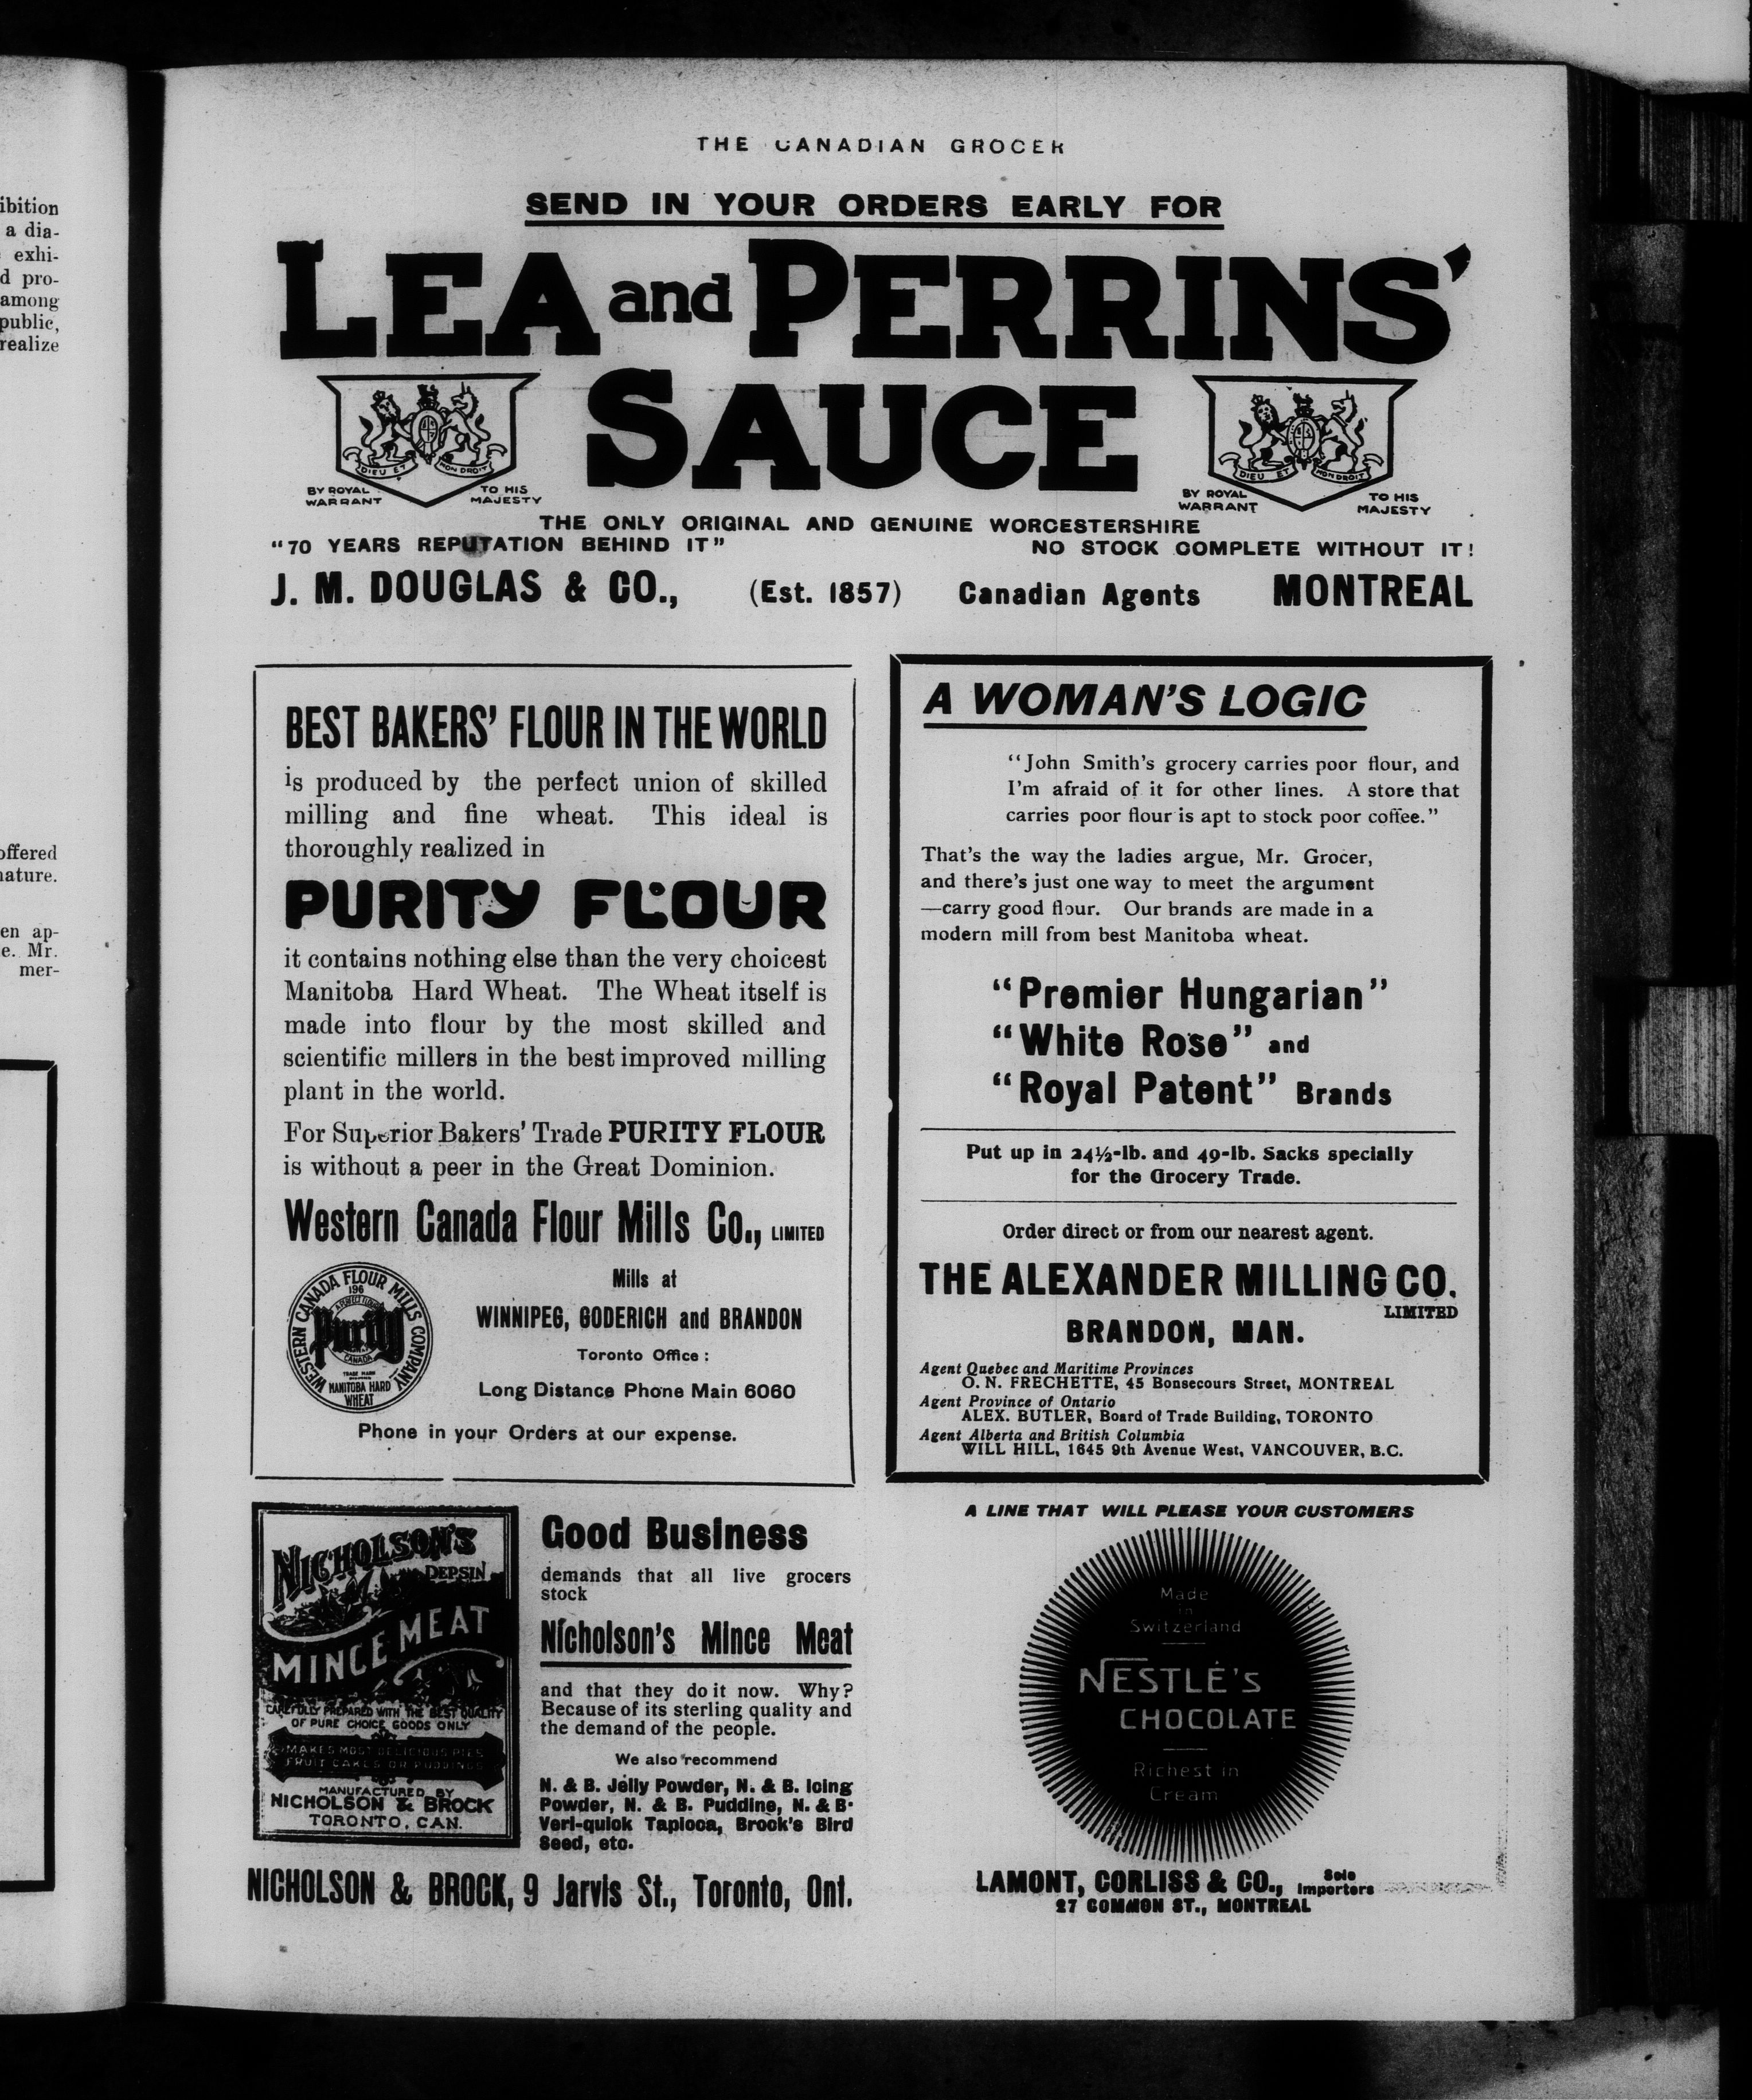 ibition
a dia-
exhi-
d pro-
among
public,
realize
offered
nature.
en ap-
e. Mr.
mer-
THE CANADIAN GROCER
SEND IN YOUR ORDERS EARLY FOR
LEA and PERRINS'
SAUCE
DIEU ET MON DROIT
BY ROYAL WARRANT TO HIS MAJESTY
DIEU ET MON DROIT
BY ROYAL WARRANT TO HIS MAJESTY
THE ONLY ORIGINAL AND GENUINE WORCESTERSHIRE
"70 YEARS REPUTATION BEHIND IT" NO STOCK COMPLETE WITHOUT IT!
J. M. DOUGLAS & CO., (Est. 1857) Canadian Agents MONTREAL
BEST BAKERS' FLOUR IN THE WORLD
is produced by the perfect union of skilled
milling and fine wheat. This ideal is
thoroughly realized in
PURITY FLOUR
it contains nothing else than the very choicest
Manitoba Hard Wheat. The Wheat itself is
made into flour by the most skilled and
scientific millers in the best improved milling
plant in the world.
For Superior Bakers' Trade PURITY FLOUR
is without a peer in the Great Dominion.
Western Canada Flour Mills Co., LIMITED
WESTERN CANADA FLOUR MILLS COMPANY
196
Purity
CANADA
TRADE MARK
MANITOBA HARD
WHEAT
Mills at
WINNIPEG, GODERICH and BRANDON
Toronto Office :
Long Distance Phone Main 6060
Phone in your Orders at our expense.
A WOMAN'S LOGIC
"John Smith's grocery carries poor flour, and
I'm afraid of it for other lines. A store that
carries poor flour is apt to stock poor coffee."
That's the way the ladies argue, Mr. Grocer,
and there's just one way to meet the argument
—carry good flour. Our brands are made in a
modern mill from best Manitoba wheat.
"Premier Hungarian"
"White Rose" and
"Royal Patent" Brands
Put up in 24½-lb. and 49-lb. Sacks specially
for the Grocery Trade.
Order direct or from our nearest agent.
THE ALEXANDER MILLING CO.
LIMITED
BRANDON, MAN.
Agent Quebec and Maritime Provinces
O. N. FRECHETTE, 45 Bonsecours Street, MONTREAL
Agent Province of Ontario
ALEX. BUTLER, Board of Trade Building, TORONTO
Agent Alberta and British Columbia
WILL HILL, 1645 9th Avenue West, VANCOUVER, B.C.
NICHOLSON'S
DEPSIN
MINCE MEAT
CAREFULLY PREPARED WITH THE BEST QUALITY
OF PURE CHOICE GOODS ONLY
MAKES MOST DELICIOUS PIES
FRUIT CAKES OR PUDDINGS
MANUFACTURED BY
NICHOLSON & BROCK
TORONTO, CAN.
Good Business
demands that all live grocers
stock
Nicholson's Mince Meat
and that they do it now. Why?
Because of its sterling quality and
the demand of the people.
We also recommend
N. & B. Jelly Powder, N. & B. Icing
Powder, N. & B. Puddine, N. & B.
Veri-quick Tapioca, Brock's Bird
Seed, etc.
NICHOLSON & BROCK, 9 Jarvis St., Toronto, Ont.
A LINE THAT WILL PLEASE YOUR CUSTOMERS
Made
in
Switzerland
NESTLÉ'S
CHOCOLATE
Richest in
Cream
LAMONT, CORLISS & CO., Sole Importers
27 COMMON ST., MONTREAL